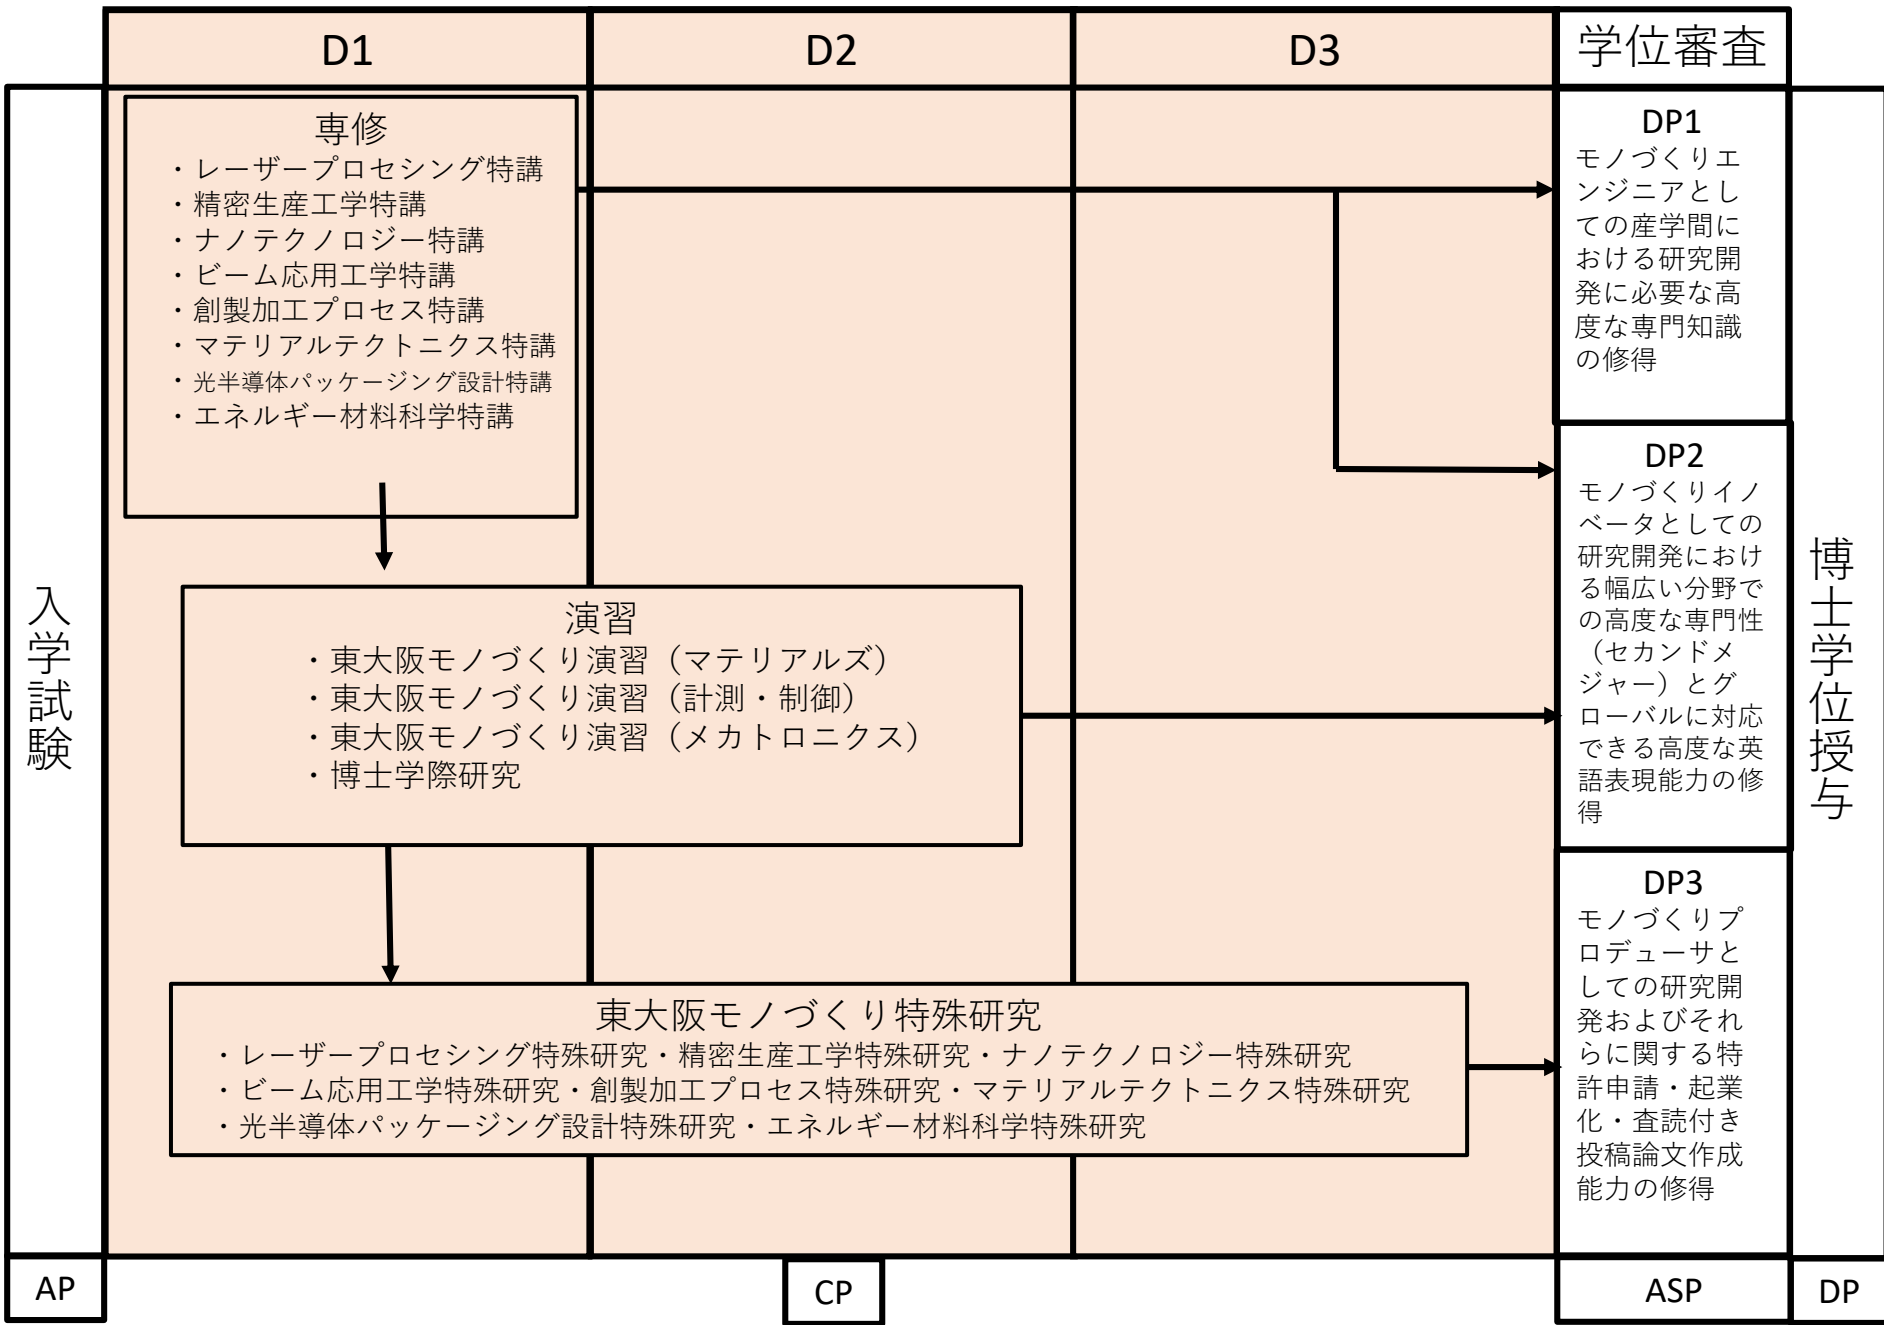 D1
D2
D3
学位審査
入学試験
専修
・レーザープロセシング特講
・精密生産工学特講
・ナノテクノロジー特講
・ビーム応用工学特講
・創製加工プロセス特講
・マテリアルテクトニクス特講
・光半導体パッケージング設計特講
・エネルギー材料科学特講
演習
・東大阪モノづくり演習（マテリアルズ）
・東大阪モノづくり演習（計測・制御）
・東大阪モノづくり演習（メカトロニクス）
・博士学際研究
東大阪モノづくり特殊研究
・レーザープロセシング特殊研究・精密生産工学特殊研究・ナノテクノロジー特殊研究
・ビーム応用工学特殊研究・創製加工プロセス特殊研究・マテリアルテクトニクス特殊研究
・光半導体パッケージング設計特殊研究・エネルギー材料科学特殊研究
DP1
モノづくりエ
ンジニアとし
ての産学間に
おける研究開
発に必要な高
度な専門知識
の修得
DP2
モノづくりイノ
ベータとしての
研究開発におけ
る幅広い分野で
の高度な専門性
（セカンドメ
ジャー）とグ
ローバルに対応
できる高度な英
語表現能力の修
得
DP3
モノづくりプ
ロデューサと
しての研究開
発およびそれ
らに関する特
許申請・起業
化・査読付き
投稿論文作成
能力の修得
博士学位授与
AP
CP
ASP
DP